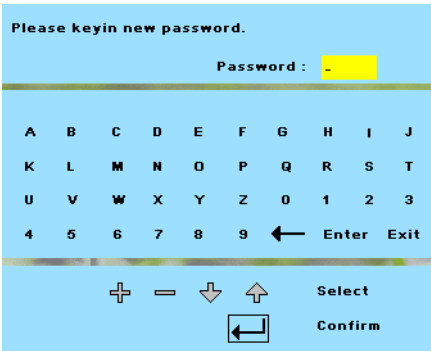 Please keyin new password.
Password : -
A B C D E F G H I J
K L M N O P Q R S T
U V W X Y Z 0 1 2 3
4 5 6 7 8 9 ← Enter Exit
+ - ↓ ↑ Select
↵ Confirm